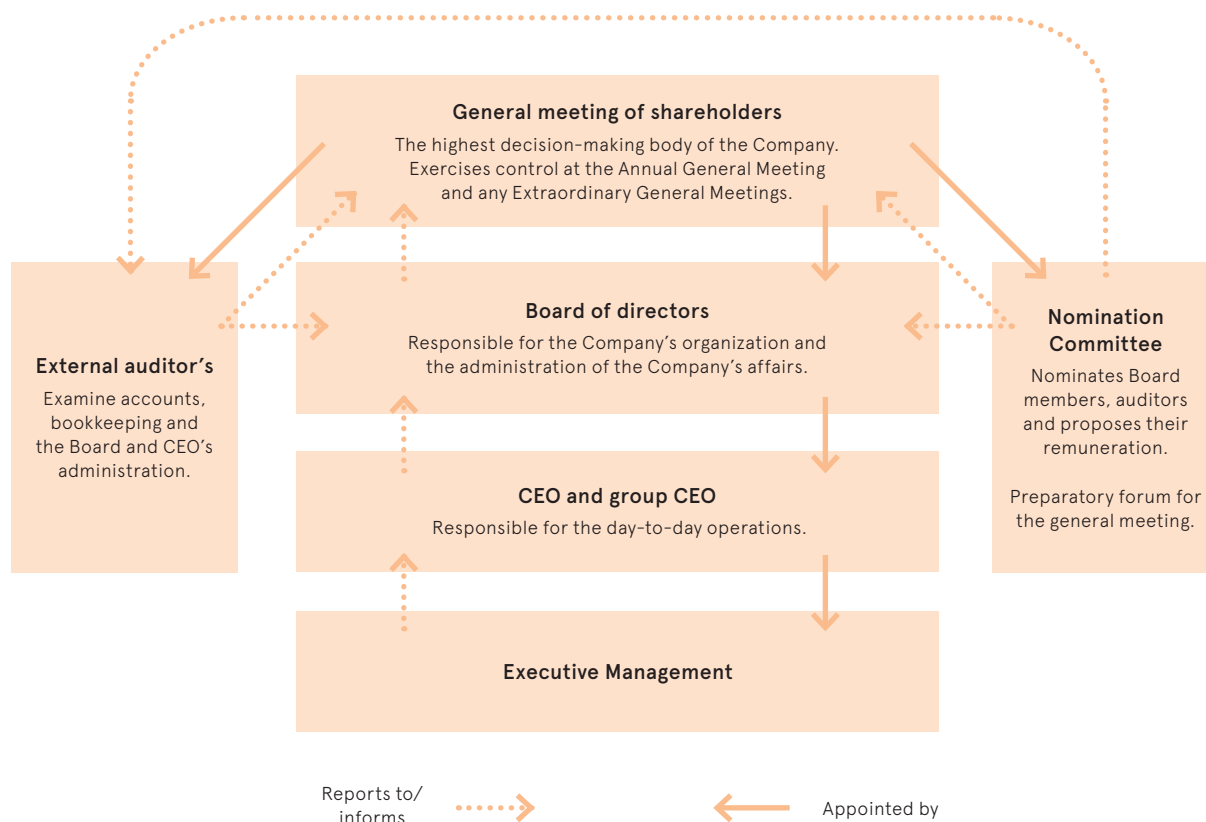 General meeting of shareholders
The highest decision-making body of the Company.
Exercises control at the Annual General Meeting
and any Extraordinary General Meetings.
Board of directors
Responsible for the Company's organization and
the administration of the Company's affairs.
External auditor's
Examine accounts,
bookkeeping and
the Board and CEO's
administration.
Nomination
Committee
Nominates Board
members, auditors
and proposes their
remuneration.
Preparatory forum for
the general meeting.
CEO and group CEO
Responsible for the day-to-day operations.
Executive Management
Reports to/
informs
Appointed by